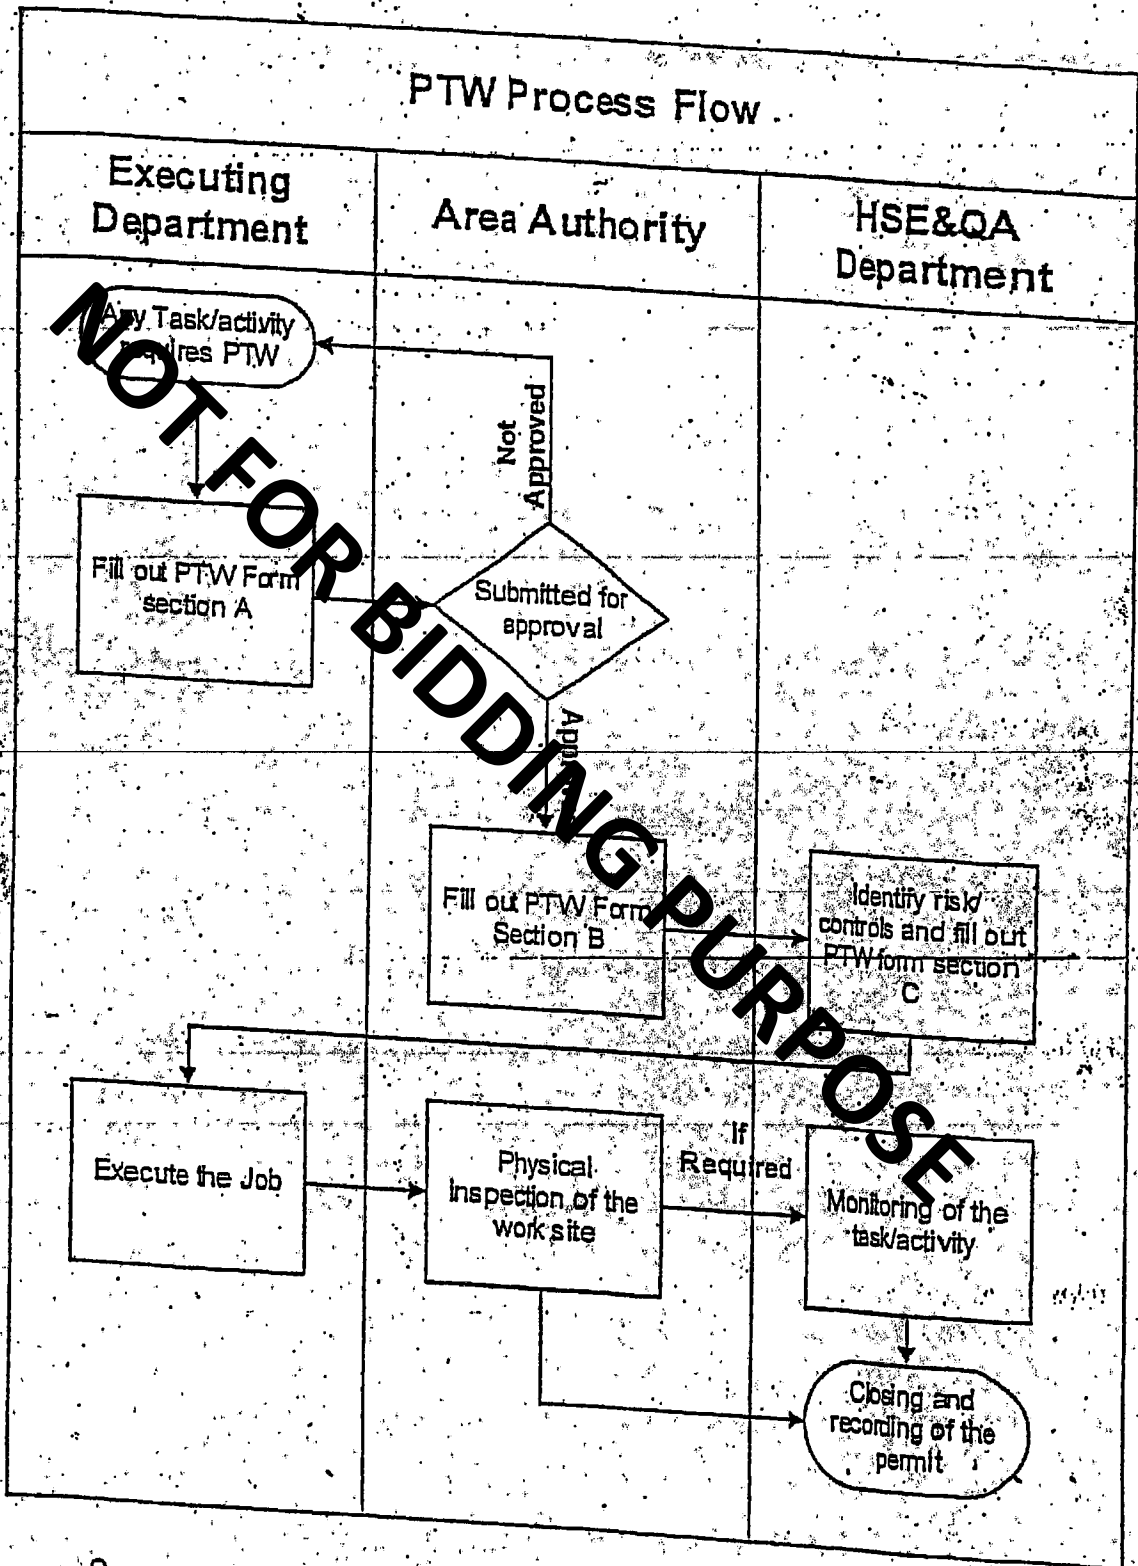 PTW Process Flow
Executing
Department
Area Authority
HSE&QA
Department
Any Task/activity
requires PTW
Not
Approved
Fill out PTW Form
section A
Submitted for
approval
Fill out PTW Form
Section B
Identify risk/
controls and fill out
PTW form section
C
Execute the Job
Physical
Inspection of the
work site
If
Required
Monitoring of the
task/activity
Closing and
recording of the
permit
NOT FOR BIDDING PURPOSE